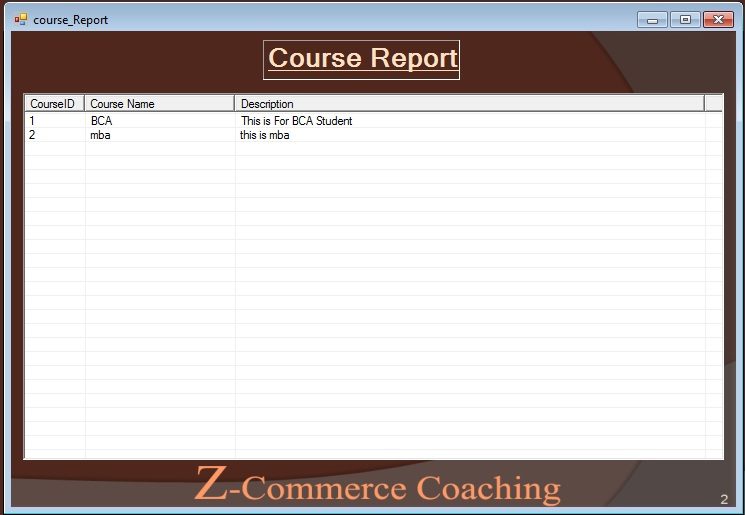 course_Report
Course Report
CourseID Course Name Description
1 BCA This is For BCA Student
2 mba this is mba
Z-Commerce Coaching
2